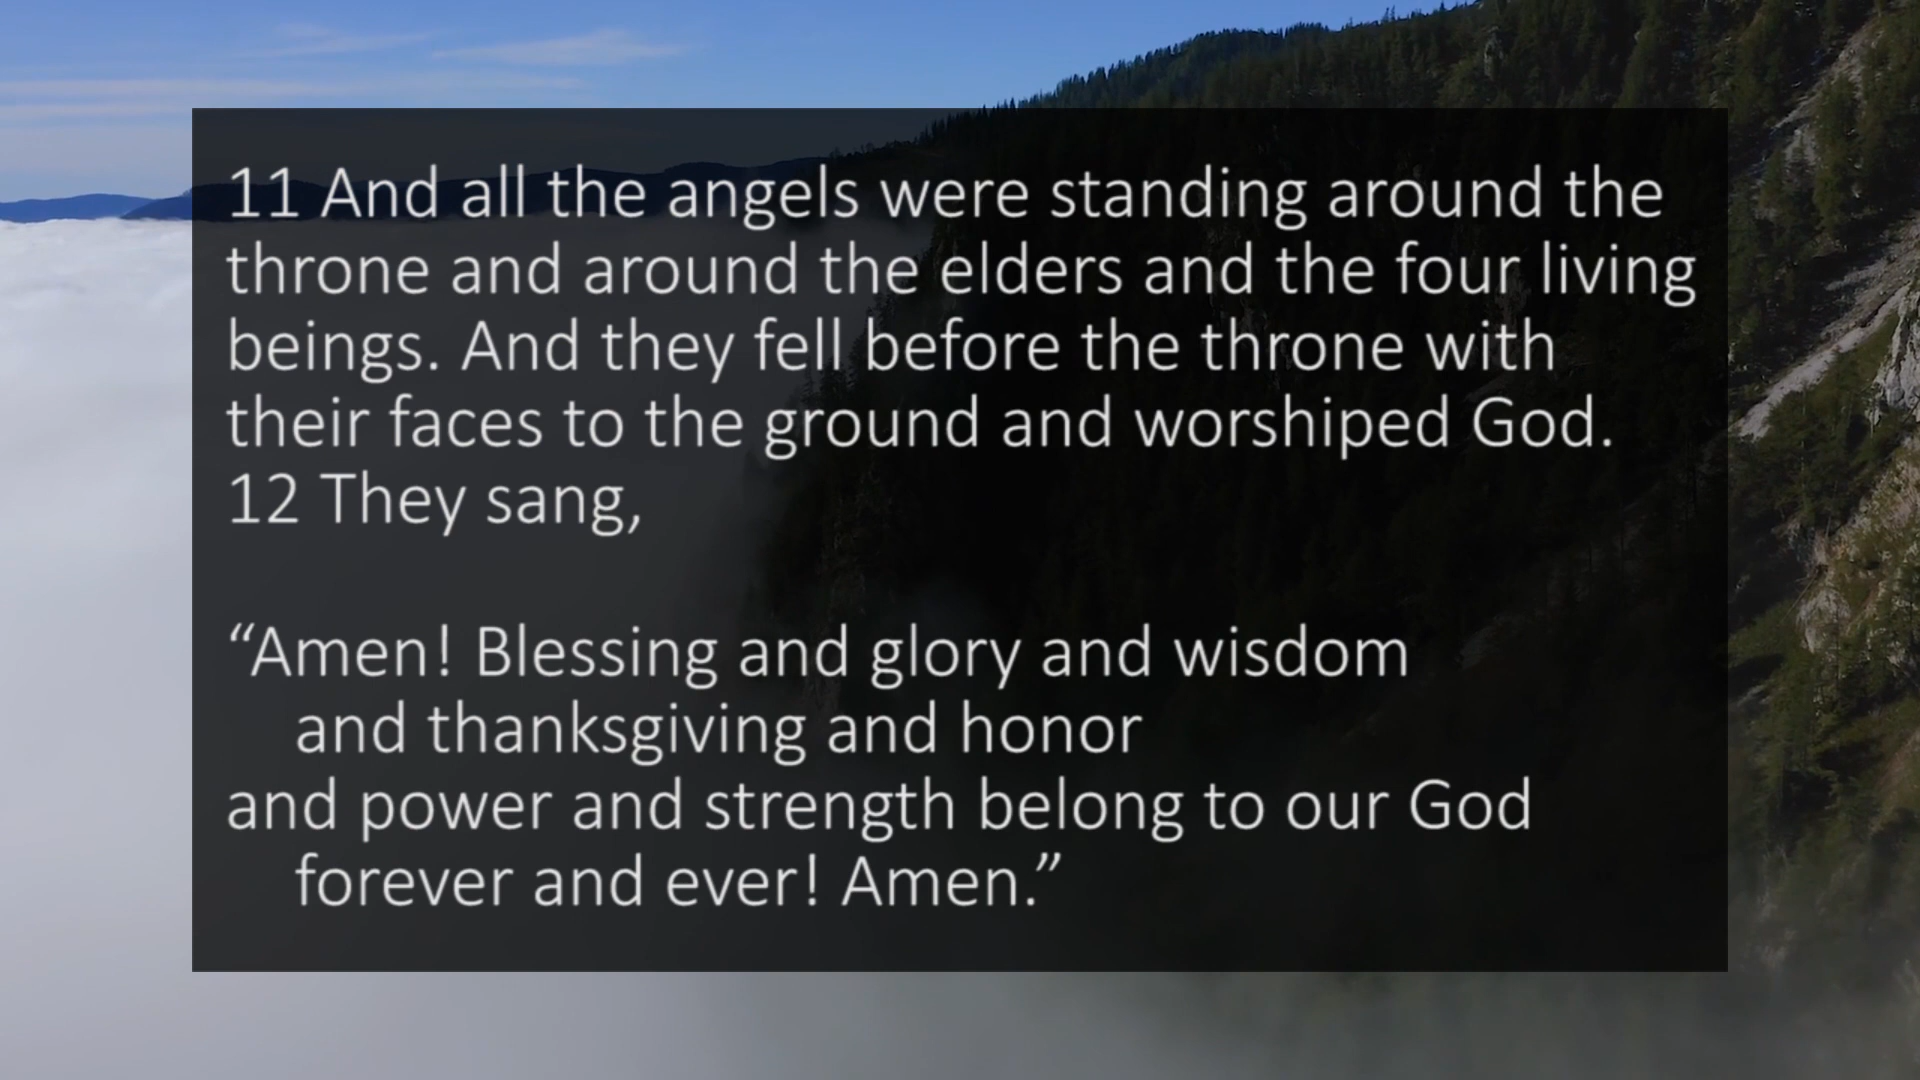 11 And all the angels were standing around the
throne and around the elders and the four living
beings. And they fell before the throne with
their faces to the ground and worshiped God.
12 They sang,
“Amen! Blessing and glory and wisdom
and thanksgiving and honor
and power and strength belong to our God
forever and ever! Amen.”